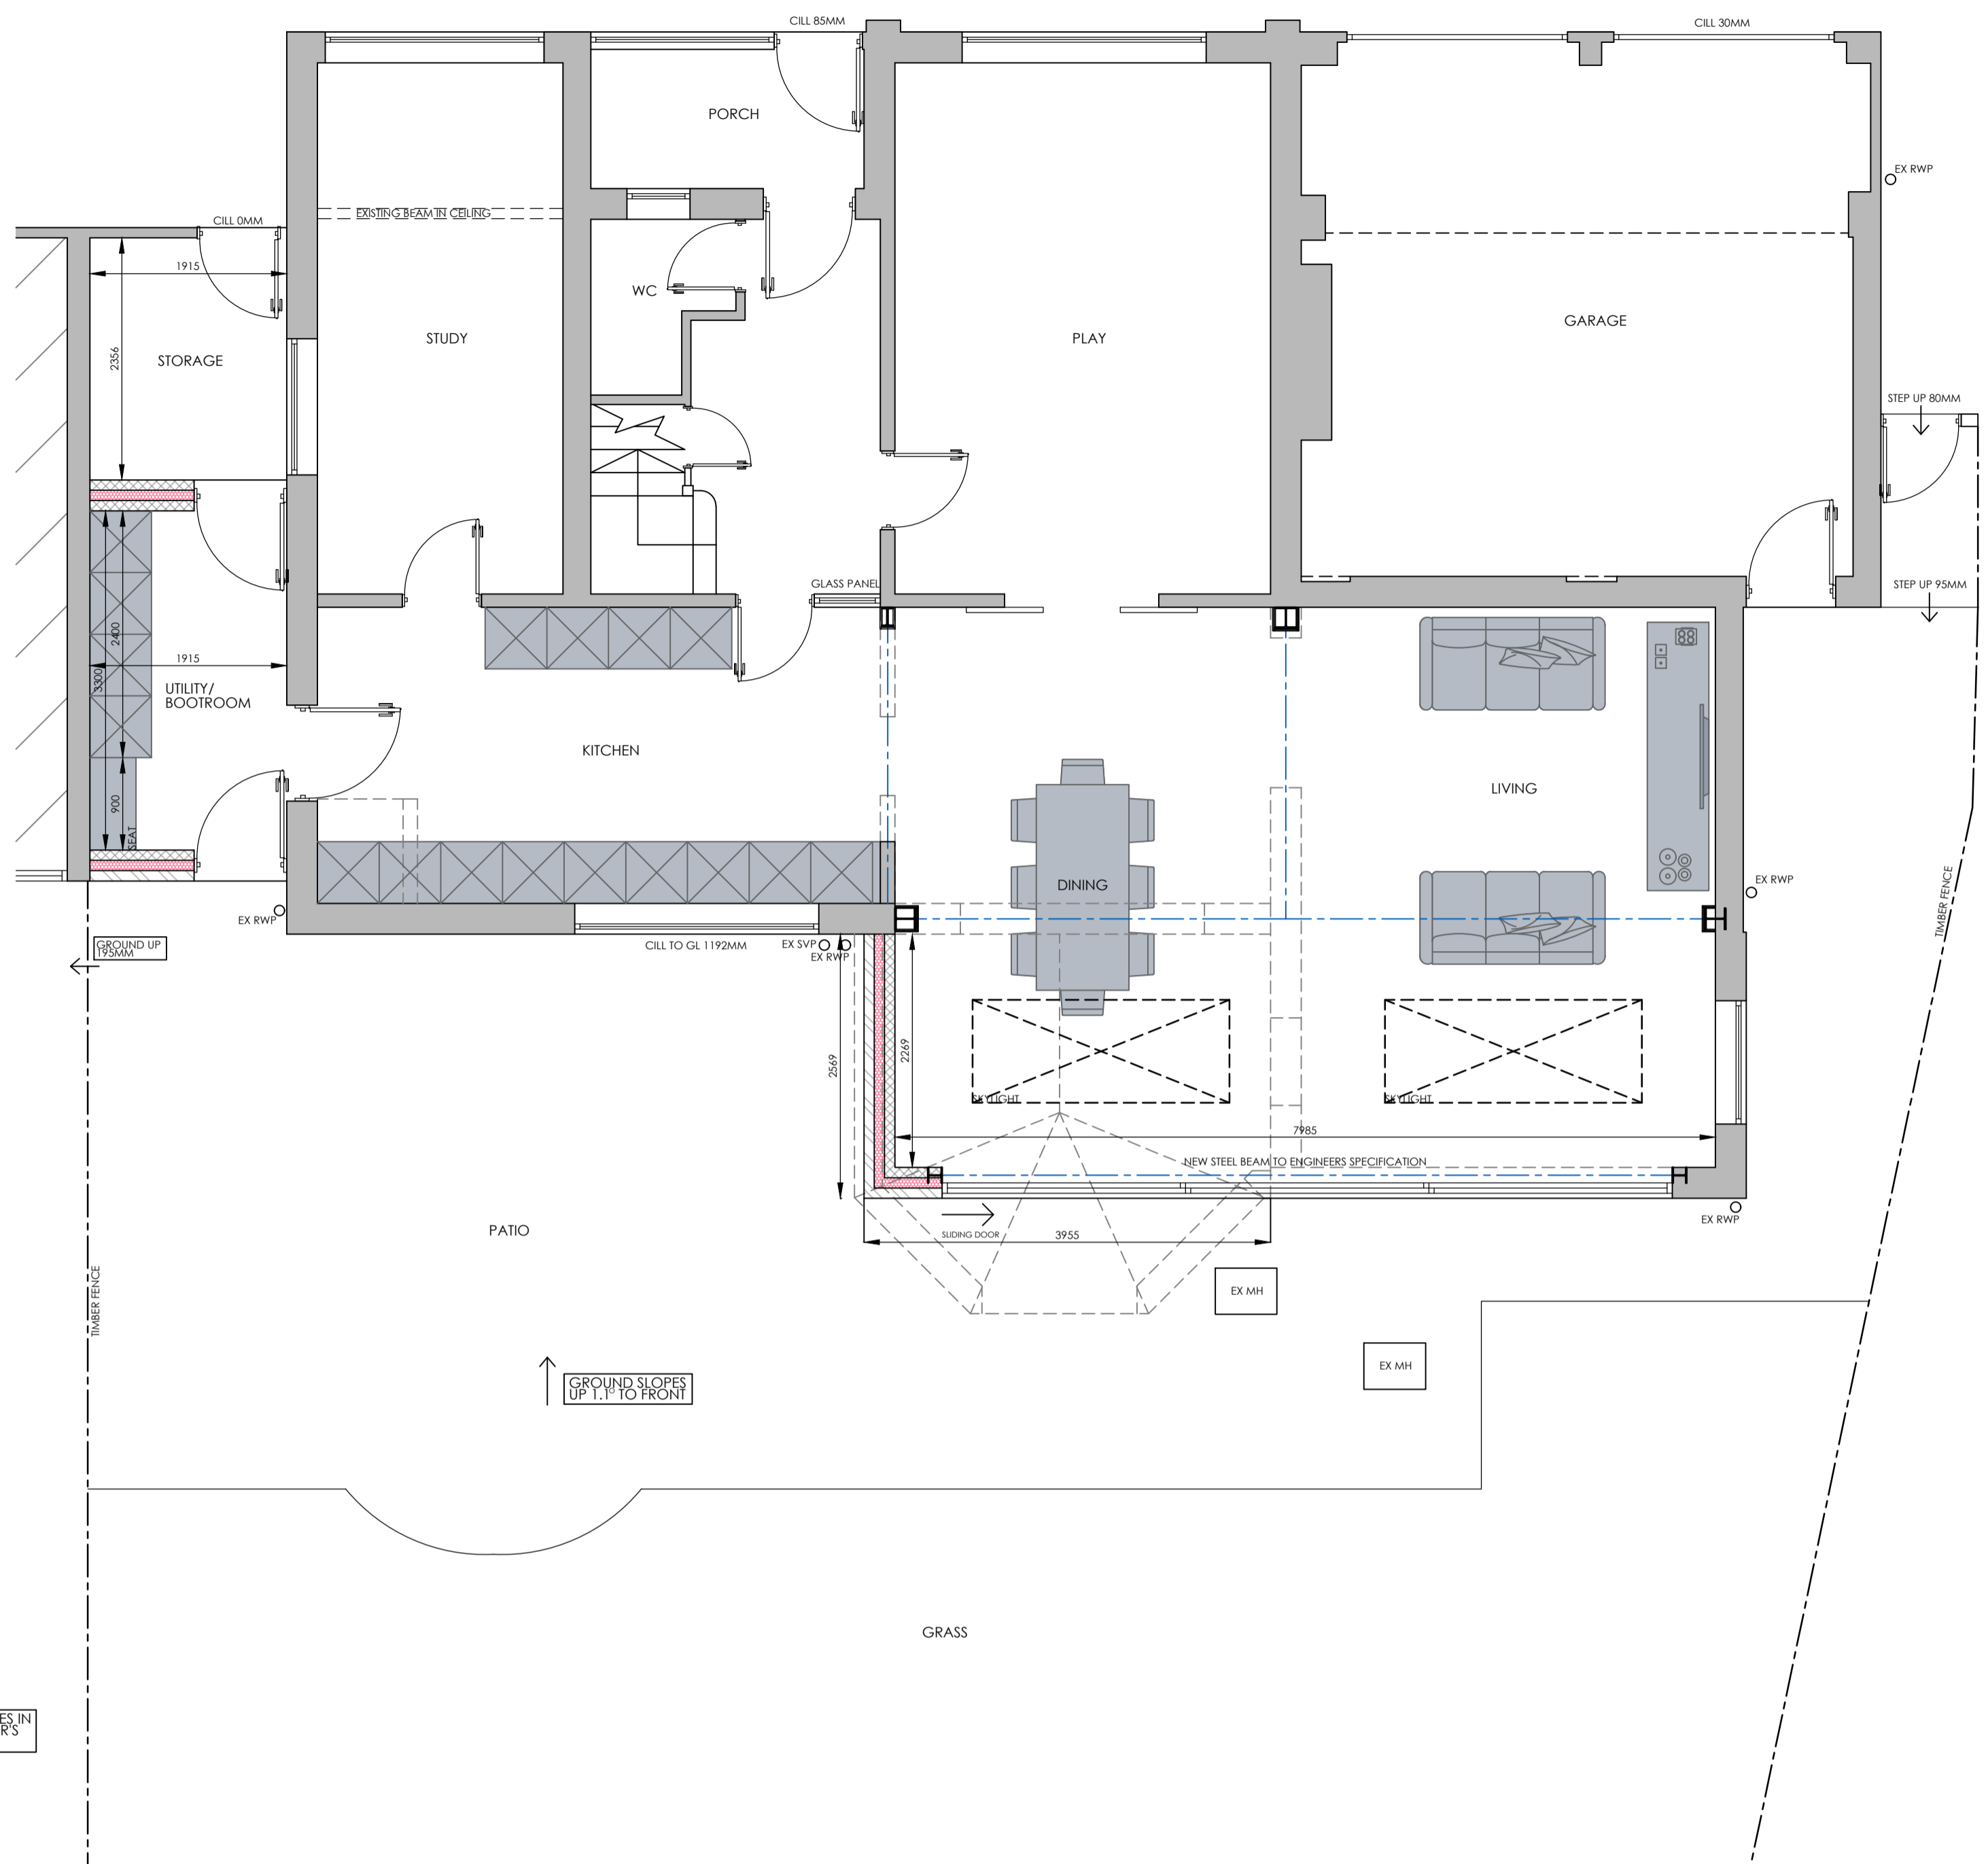 CILL 85MM
CILL 30MM
PORCH
EX RWP
EXISTING BEAM IN CEILING
CILL 0MM
1915
WC
GARAGE
STUDY
PLAY
2356
STORAGE
STEP UP 80MM
GLASS PANEL
STEP UP 95MM
2400
1915
3300
UTILITY/
BOOTROOM
KITCHEN
LIVING
900
SEAT
DINING
EX RWP
TIMBER FENCE
EX RWP
GROUND UP
195MM
CILL TO GL 1192MM
EX SVP
EX RWP
2569
2269
SKYLIGHT
SKYLIGHT
7985
NEW STEEL BEAM TO ENGINEERS SPECIFICATION
EX RWP
PATIO
SLIDING DOOR
3955
TIMBER FENCE
EX MH
EX MH
GROUND SLOPES
UP 1.1° TO FRONT
GRASS
ES IN
R'S